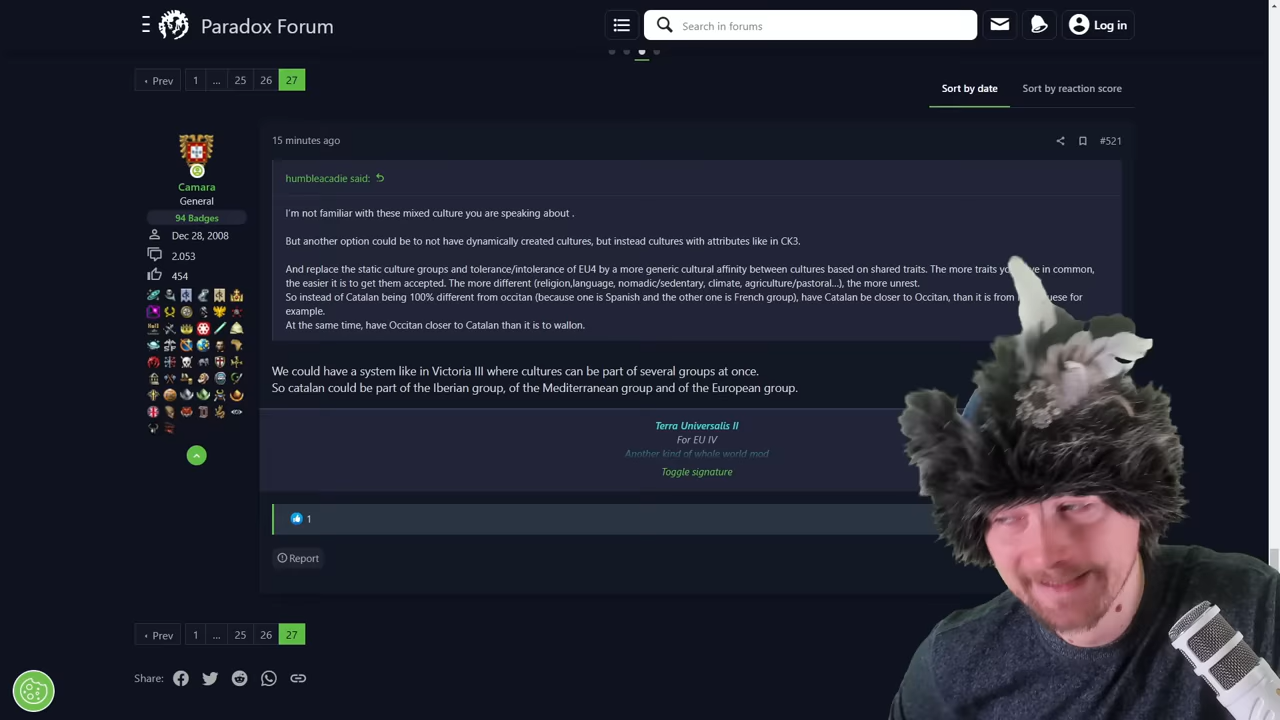 Paradox Forum
Search in forums
Log in
Prev
1
...
25
26
27
Sort by date
Sort by reaction score
15 minutes ago
#521
Camara
General
94 Badges
Dec 28, 2008
2.053
454
humbleacadie said:
I'm not familiar with these mixed culture you are speaking about .
But another option could be to not have dynamically created cultures, but instead cultures with attributes like in CK3.
And replace the static culture groups and tolerance/intolerance of EU4 by a more generic cultural affinity between cultures based on shared traits. The more traits in common,
the easier it is to get them accepted. The more different (religion,language, nomadic/sedentary, climate, agriculture/pastoral...), the more unrest.
So instead of Catalan being 100% different from occitan (because one is Spanish and the other one is French group), have Catalan be closer to Occitan, than it is from for
example.
At the same time, have Occitan closer to Catalan than it is to wallon.
We could have a system like in Victoria III where cultures can be part of several groups at once.
So catalan could be part of the Iberian group, of the Mediterranean group and of the European group.
Terra Universalis II
For EU IV
Another kind of whole world mod
Toggle signature
1
Report
Prev
1
...
25
26
27
Share: